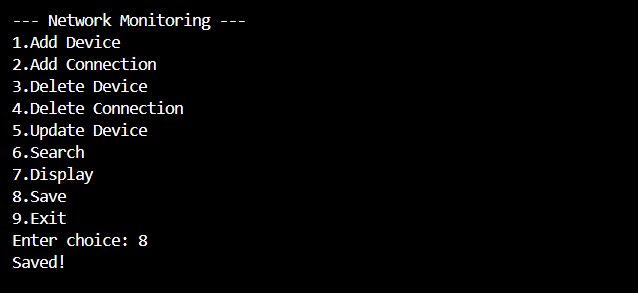 --- Network Monitoring ---
1.Add Device
2.Add Connection
3.Delete Device
4.Delete Connection
5.Update Device
6.Search
7.Display
8.Save
9.Exit
Enter choice: 8
Saved!